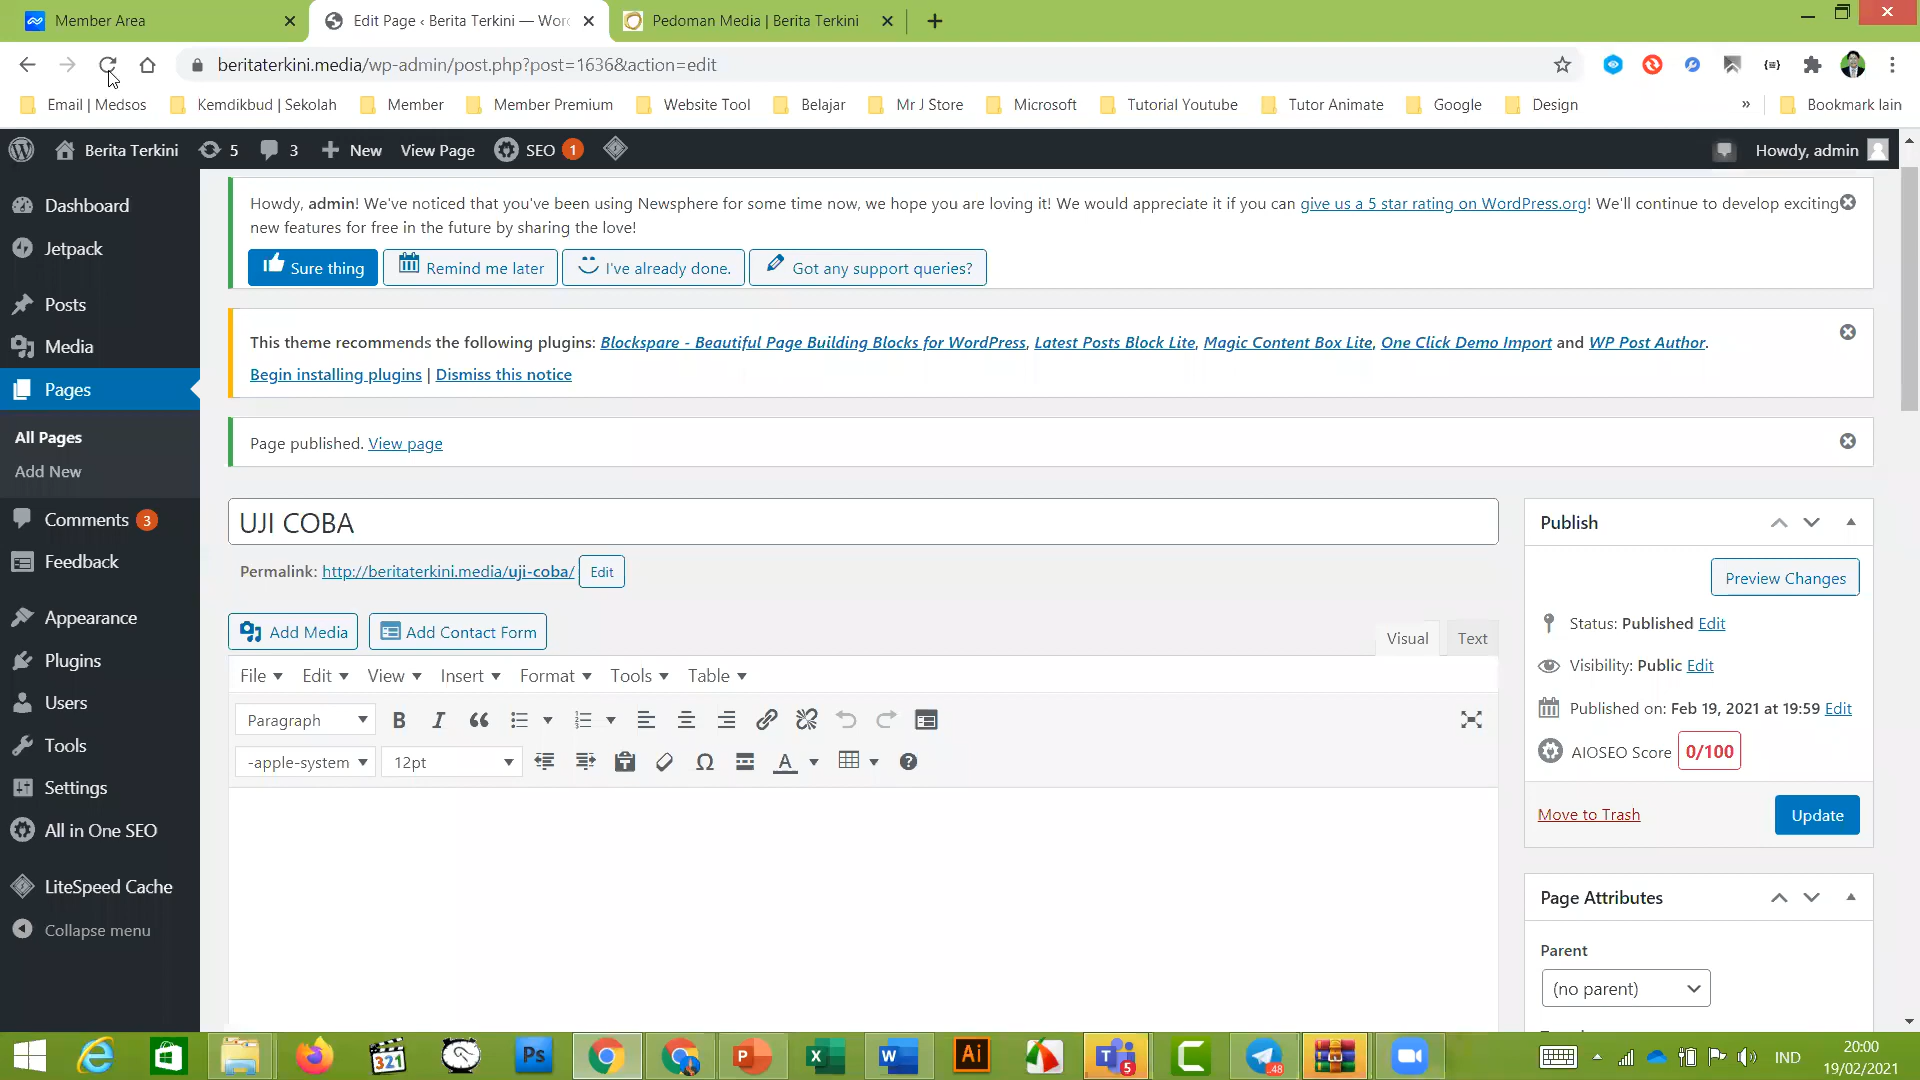 Member Area
Edit Page ‹ Berita Terkini — Wor
Pedoman Media | Berita Terkini
beritaterkini.media/wp-admin/post.php?post=1636&action=edit
Email | Medsos
Kemdikbud | Sekolah
Member
Member Premium
Website Tool
Belajar
Mr J Store
Microsoft
Tutorial Youtube
Tutor Animate
Google
Design
»
Bookmark lain
Berita Terkini
5
3
New
View Page
SEO 1
Howdy, admin
Dashboard
Jetpack
Posts
Media
Pages
All Pages
Add New
Comments 3
Feedback
Appearance
Plugins
Users
Tools
Settings
All in One SEO
LiteSpeed Cache
Collapse menu
Howdy, admin! We've noticed that you've been using Newsphere for some time now, we hope you are loving it! We would appreciate it if you can give us a 5 star rating on WordPress.org! We'll continue to develop exciting
new features for free in the future by sharing the love!
Sure thing
Remind me later
I've already done.
Got any support queries?
This theme recommends the following plugins: Blockspare - Beautiful Page Building Blocks for WordPress, Latest Posts Block Lite, Magic Content Box Lite, One Click Demo Import and WP Post Author.
Begin installing plugins | Dismiss this notice
Page published. View page
UJI COBA
Permalink: http://beritaterkini.media/uji-coba/ Edit
Add Media
Add Contact Form
Visual
Text
File
Edit
View
Insert
Format
Tools
Table
Paragraph
-apple-system
12pt
Publish
Preview Changes
Status: Published Edit
Visibility: Public Edit
Published on: Feb 19, 2021 at 19:59 Edit
AIOSEO Score 0/100
Move to Trash
Update
Page Attributes
Parent
(no parent)
321
Ps
Ai
5
48
IND
20:00
19/02/2021